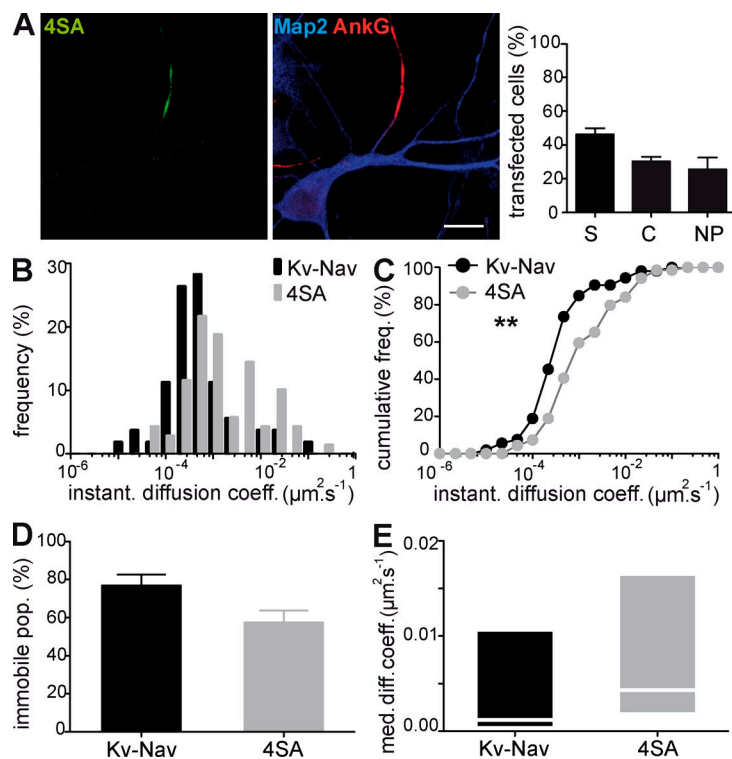 A
4SA
Map2 AnkG
transfected cells (%)
100
80
60
40
20
0
S C NP
B
Kv-Nav
4SA
frequency (%)
30
20
10
0
10-6 10-4 10-2 1
instant. diffusion coeff. (µm2.s-1)
C
Kv-Nav
4SA
**
cumulative freq. (%)
100
80
60
40
20
0
10-6 10-4 10-2 1
instant. diffusion coeff. (µm2.s-1)
D
immobile pop. (%)
100
80
60
40
20
0
Kv-Nav 4SA
E
med. diff. coeff.(µm2.s-1)
0.02
0.01
0.00
Kv-Nav 4SA